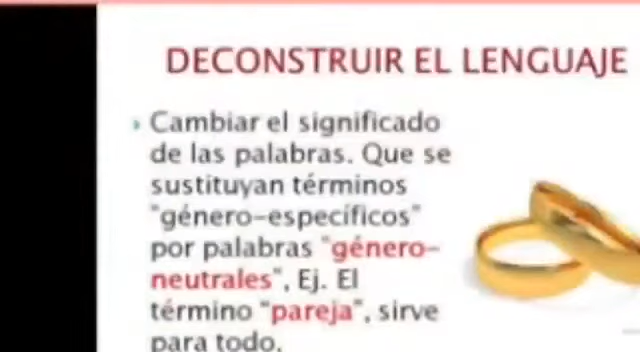 DECONSTRUIR EL LENGUAJE
Cambiar el significado
de las palabras. Que se
sustituyan términos
"género-específicos"
por palabras "género-
neutrales", Ej. El
término "pareja", sirve
para todo.